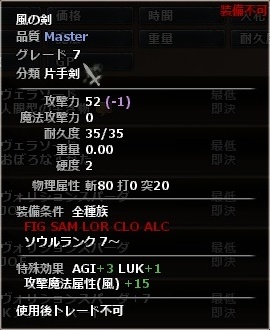 装備不可
風の剣
品質 Master
グレード 7
分類 片手剣
攻撃力 52 (-1)
魔法攻撃力 0
耐久度 35/35
重量 0.00
硬度 2
物理属性 斬80 打0 突20
装備条件 全種族
FIG SAM LOR CLO ALC
ソウルランク 7～
特殊効果 AGI+3 LUK+1
攻撃魔法属性(風) +15
使用後トレード不可